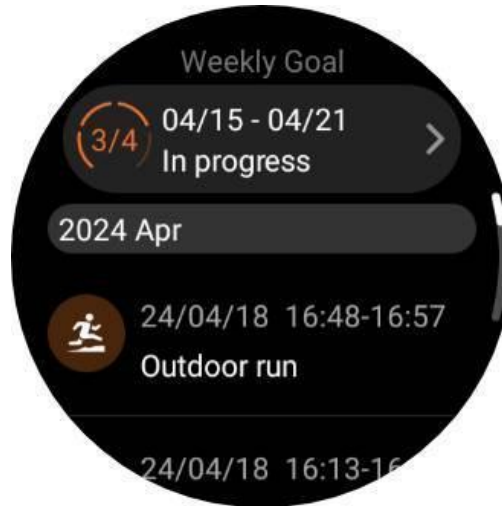 Weekly Goal
3/4
04/15 - 04/21
In progress
2024 Apr
24/04/18 16:48-16:57
Outdoor run
24/04/18 16:13-16